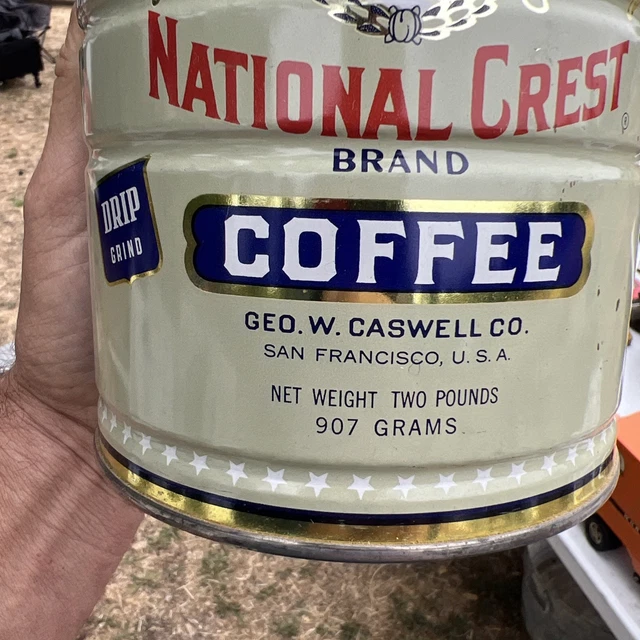 NATIONAL CREST
®
BRAND
DRIP
GRIND
COFFEE
GEO. W. CASWELL CO.
SAN FRANCISCO, U. S. A.
NET WEIGHT TWO POUNDS
907 GRAMS